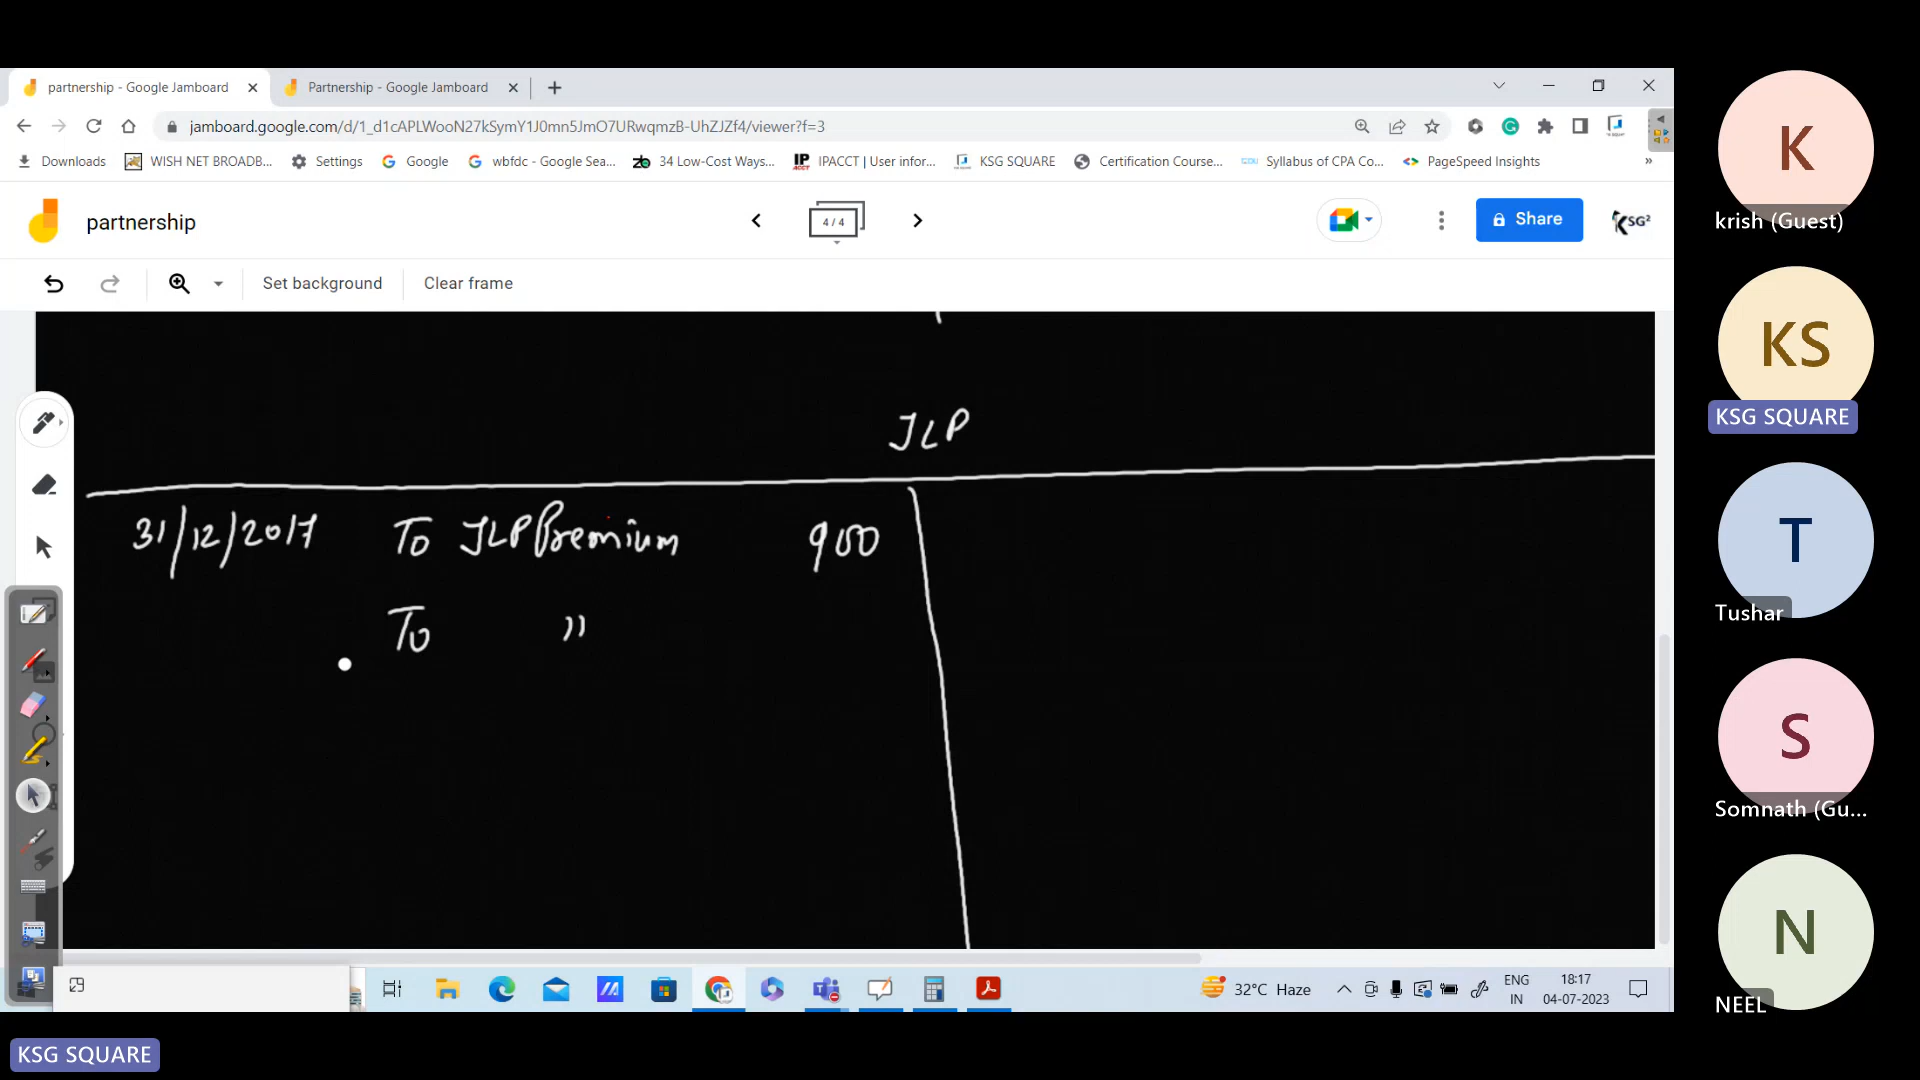 partnership - Google Jamboard
Partnership - Google Jamboard
jamboard.google.com/d/1_d1cAPLWooN27kSymY1J0mn5JmO7URwqmzB-UhZJZf4/viewer?f=3
Downloads WISH NET BROADB... Settings Google wbfdc - Google Sea... 34 Low-Cost Ways... IPACCT | User infor... KSG SQUARE Certification Course... Syllabus of CPA Co... PageSpeed Insights »
partnership
4 / 4
Share
KSG²
Set background
Clear frame
JLP
31/12/2017 To JLP Premium 900
To "
32°C Haze
ENG
IN
18:17
04-07-2023
K
krish (Guest)
KS
KSG SQUARE
T
Tushar
S
Somnath (Gu...
N
NEEL
KSG SQUARE